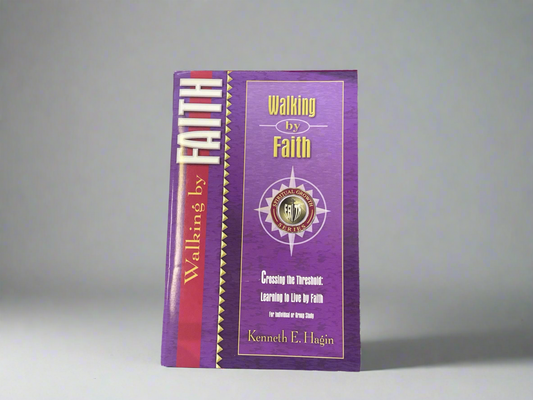 Walking by FAITH
Walking
by
Faith
SPIRITUAL GROWTH
SERIES
Crossing the Threshold:
Learning to Live by Faith
For Individual or Group Study
Kenneth E. Hagin